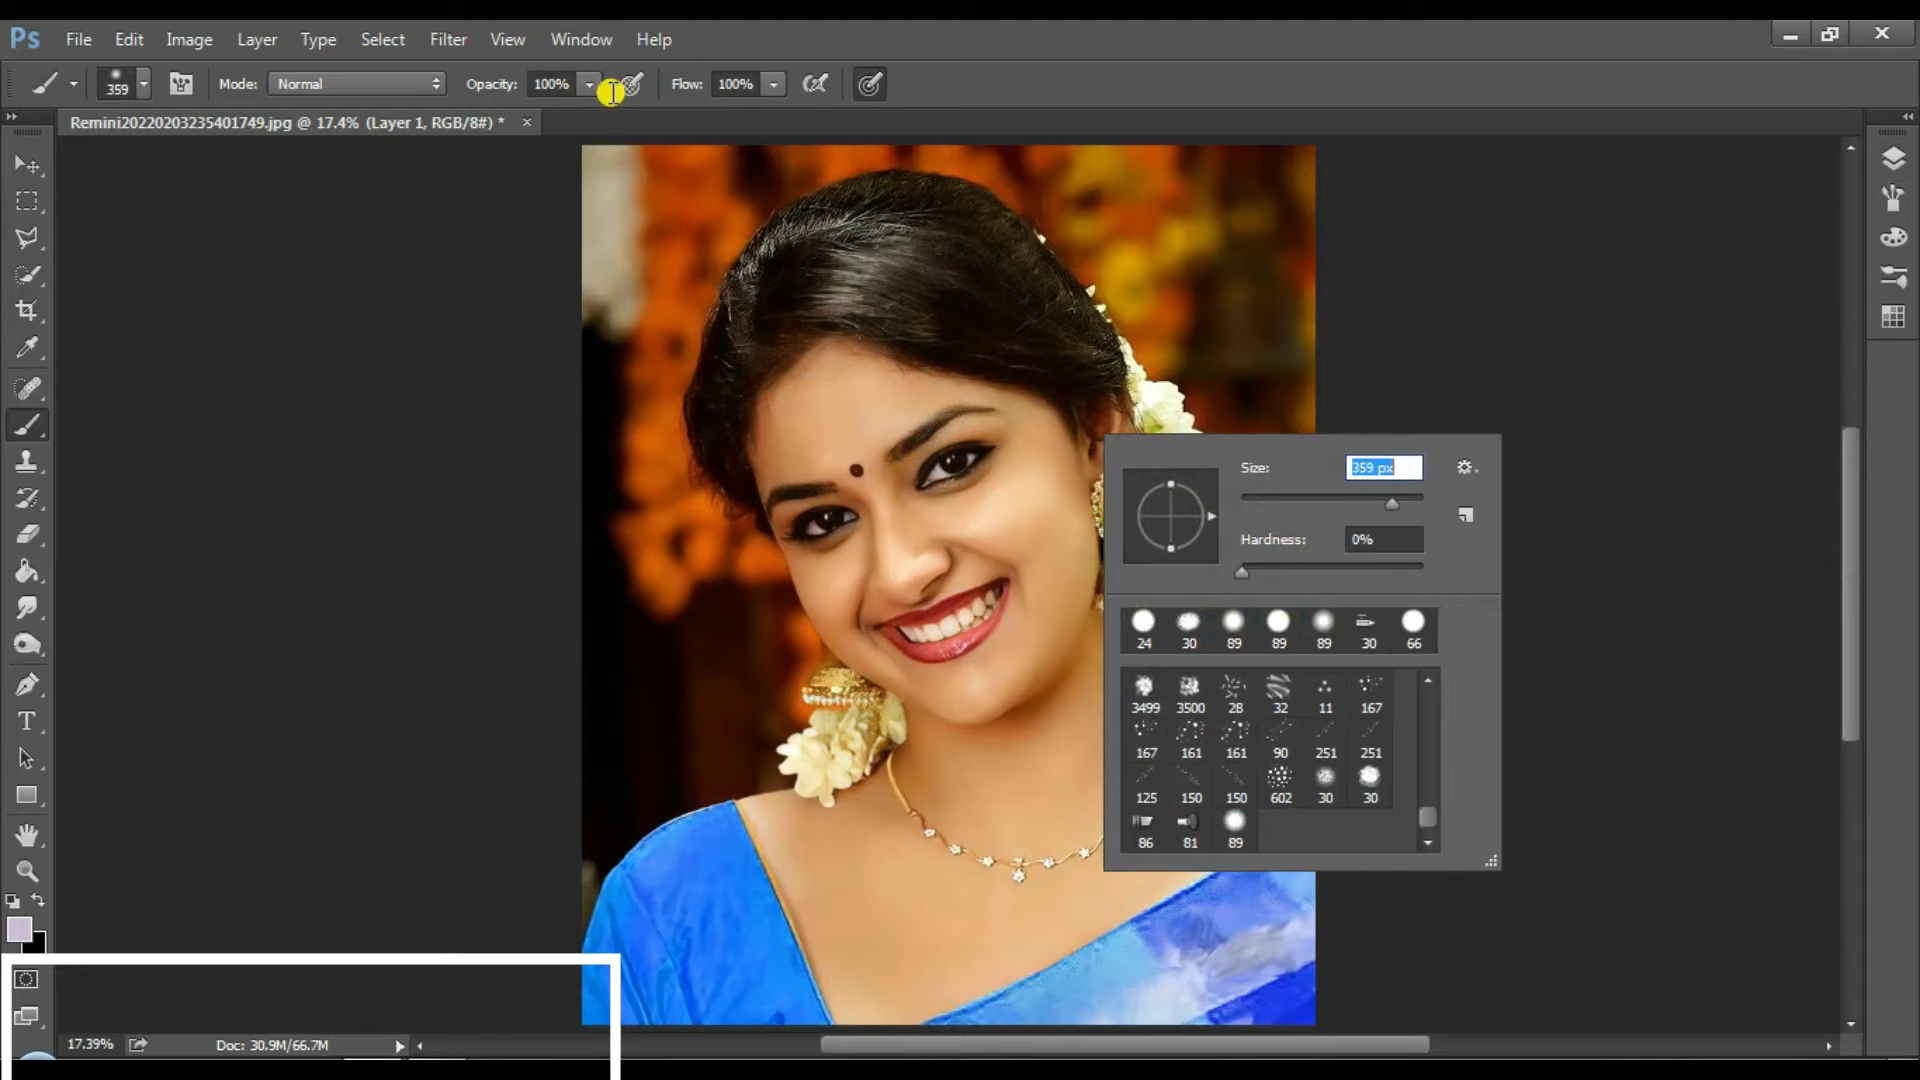 Ps File Edit Image Layer Type Select Filter View Window Help
359 Mode: Normal Opacity: 100% Flow: 100%
Remini20220203235401749.jpg @ 17.4% (Layer 1, RGB/8#) * ×
Size: 359 px
Hardness: 0%
24 30 89 89 89 30 66
3499 3500 28 32 11 167
167 161 161 90 251 251
125 150 150 602 30 30
86 81 89
T
17.39% Doc: 30.9M/66.7M